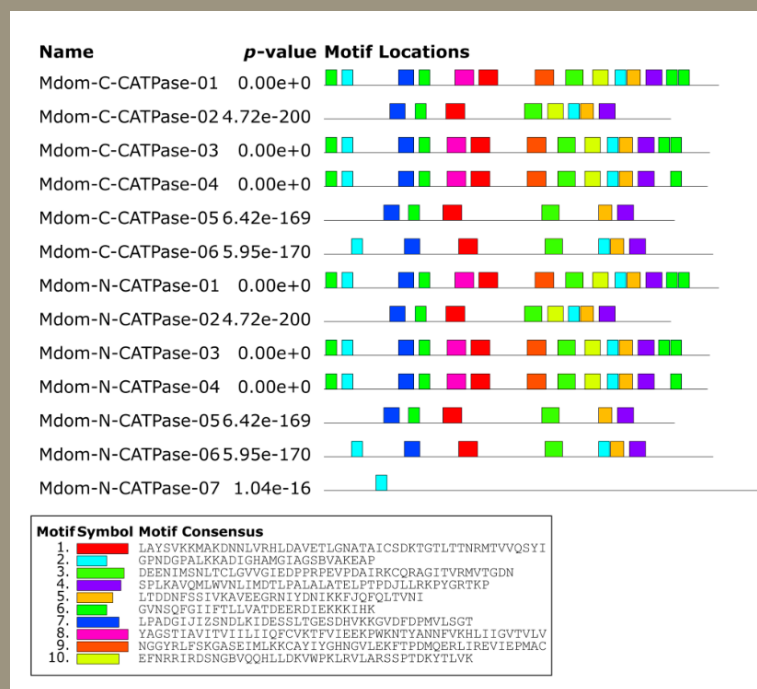 Name p-value Motif Locations
Mdom-C-CATPase-01 0.00e+0
Mdom-C-CATPase-02 4.72e-200
Mdom-C-CATPase-03 0.00e+0
Mdom-C-CATPase-04 0.00e+0
Mdom-C-CATPase-05 6.42e-169
Mdom-C-CATPase-06 5.95e-170
Mdom-N-CATPase-01 0.00e+0
Mdom-N-CATPase-02 4.72e-200
Mdom-N-CATPase-03 0.00e+0
Mdom-N-CATPase-04 0.00e+0
Mdom-N-CATPase-05 6.42e-169
Mdom-N-CATPase-06 5.95e-170
Mdom-N-CATPase-07 1.04e-16
Motif Symbol Motif Consensus
1. LAYSVKKMAKDNNLVRHLDAVETLGNATAICSDKTGTLTTNRMTVVQSYI
2. GPNDGPALKKADIGHAMGIAGSBVAKEAP
3. DEENIMSNLTCLGVVGIEDPPRPEVPDAIRKCQRAGITVRMVTGDN
4. SPLKAVQMLWVNLIMDTLPALALATELPTPDJLLRKPYGRTKP
5. LTDDNFSSIVKAVEEGRNIYDNIKKFJQFQLTVNI
6. GVNSQFGIIFTLLVATDEERDIEKKKIHK
7. LPADGIJIZSNDLKIDESSLTGESDHVKKGVDFDPMVLSGT
8. YAGSTIAVITVIILIIQFCVKTFVIEEKPWKNTYANNFVKHLIIGVTVLV
9. NGGYRLFSKGASEIMLKKCAYIYGHNGVLEKFTPDMQERLIREVIEPMAC
10. EFNRRIRDSNGBVQQHLLDKVWPKLRVLARSSPTDKYTLVK